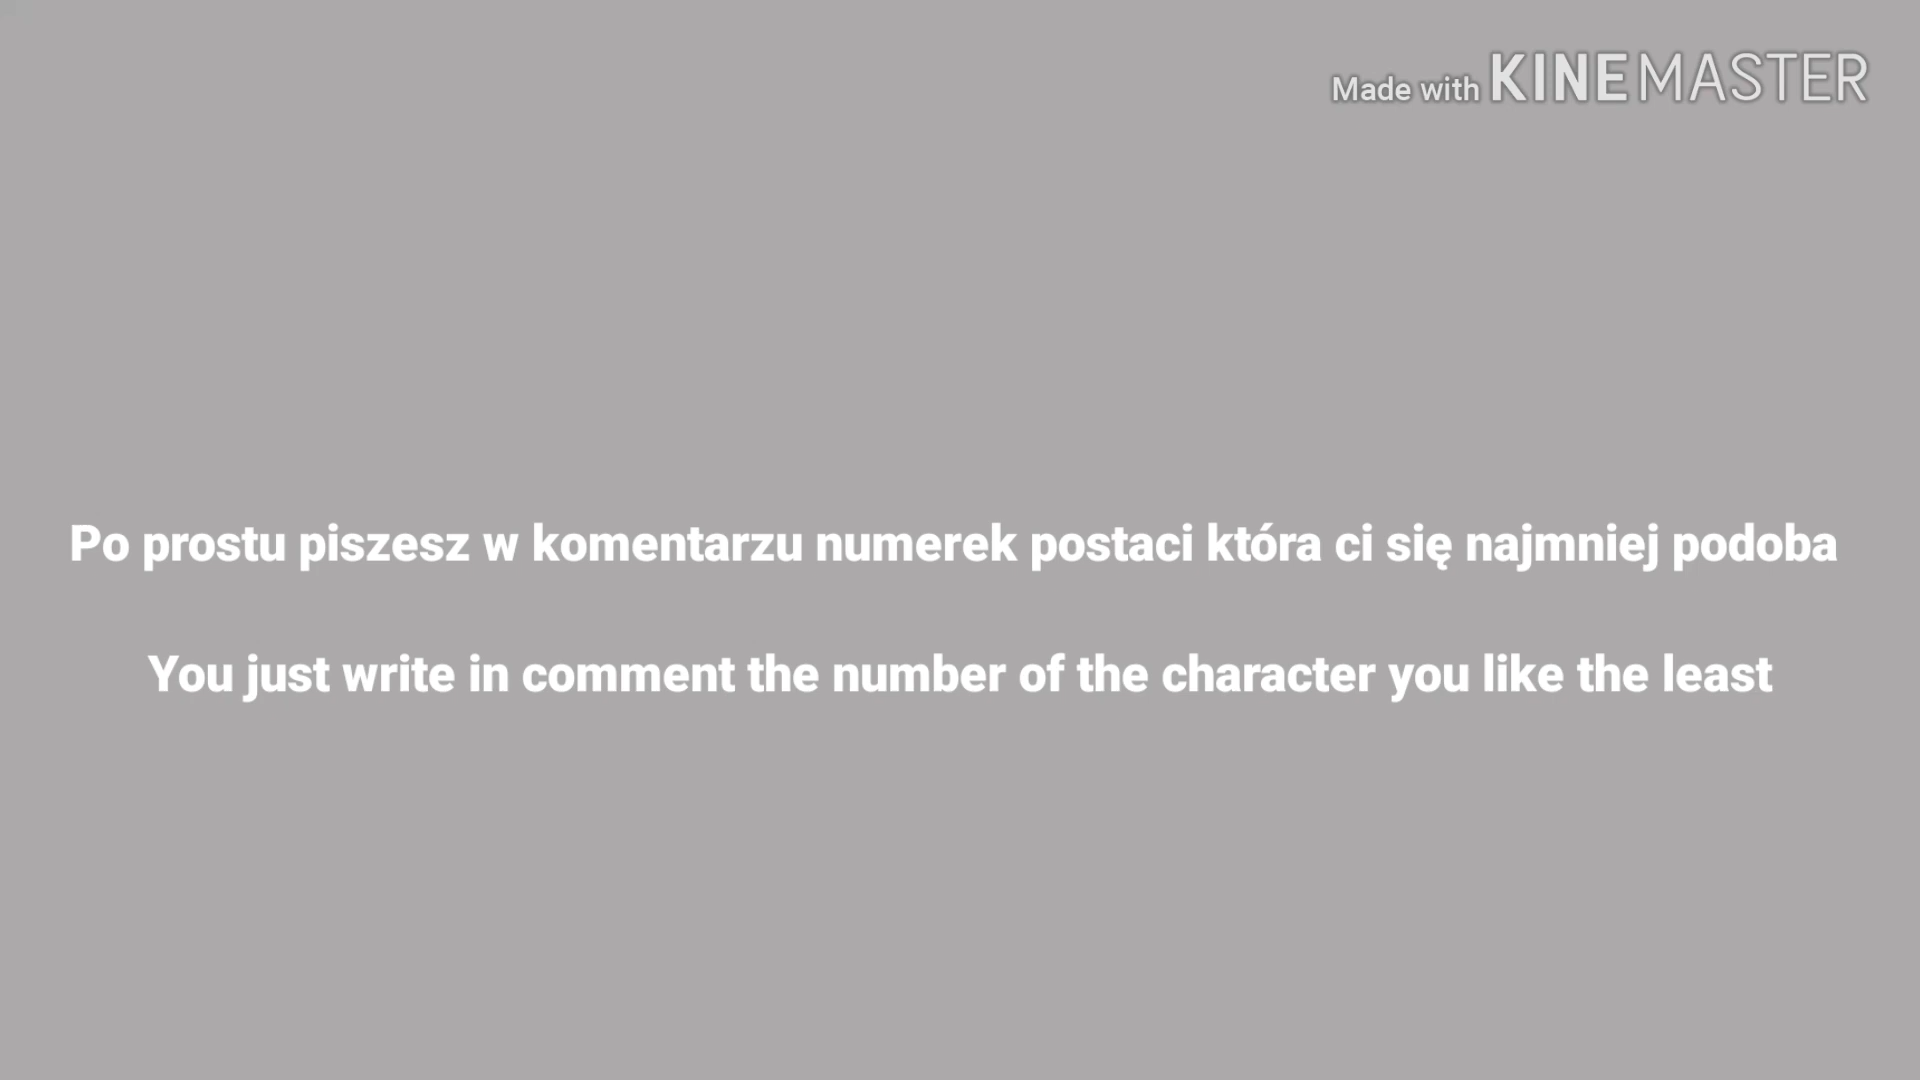 Made with KINEMASTER
Po prostu piszesz w komentarzu numerek postaci która ci się najmniej podoba
You just write in comment the number of the character you like the least